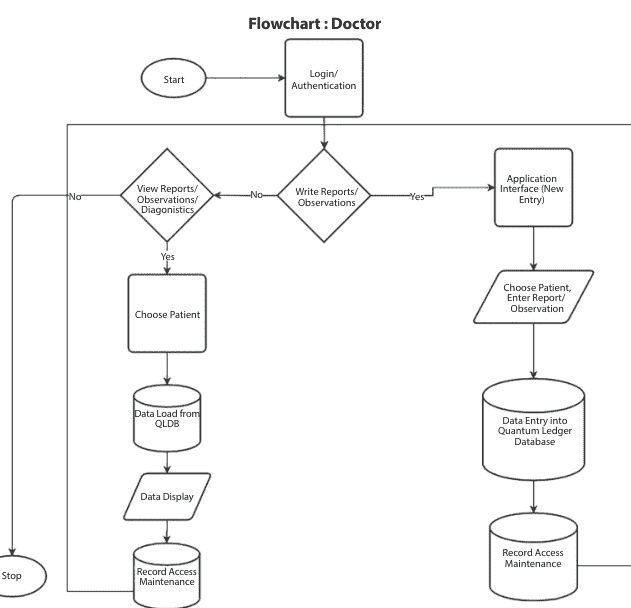 Flowchart : Doctor
Start
Login/
Authentication
View Reports/
Observations/
Diagonistics
Write Reports/
Observations
Application
Interface (New
Entry)
No
No
Yes
Yes
Choose Patient
Choose Patient,
Enter Report/
Observation
Data Load from
QLDB
Data Entry into
Quantum Ledger
Database
Data Display
Record Access
Maintenance
Record Access
Maintenance
Stop